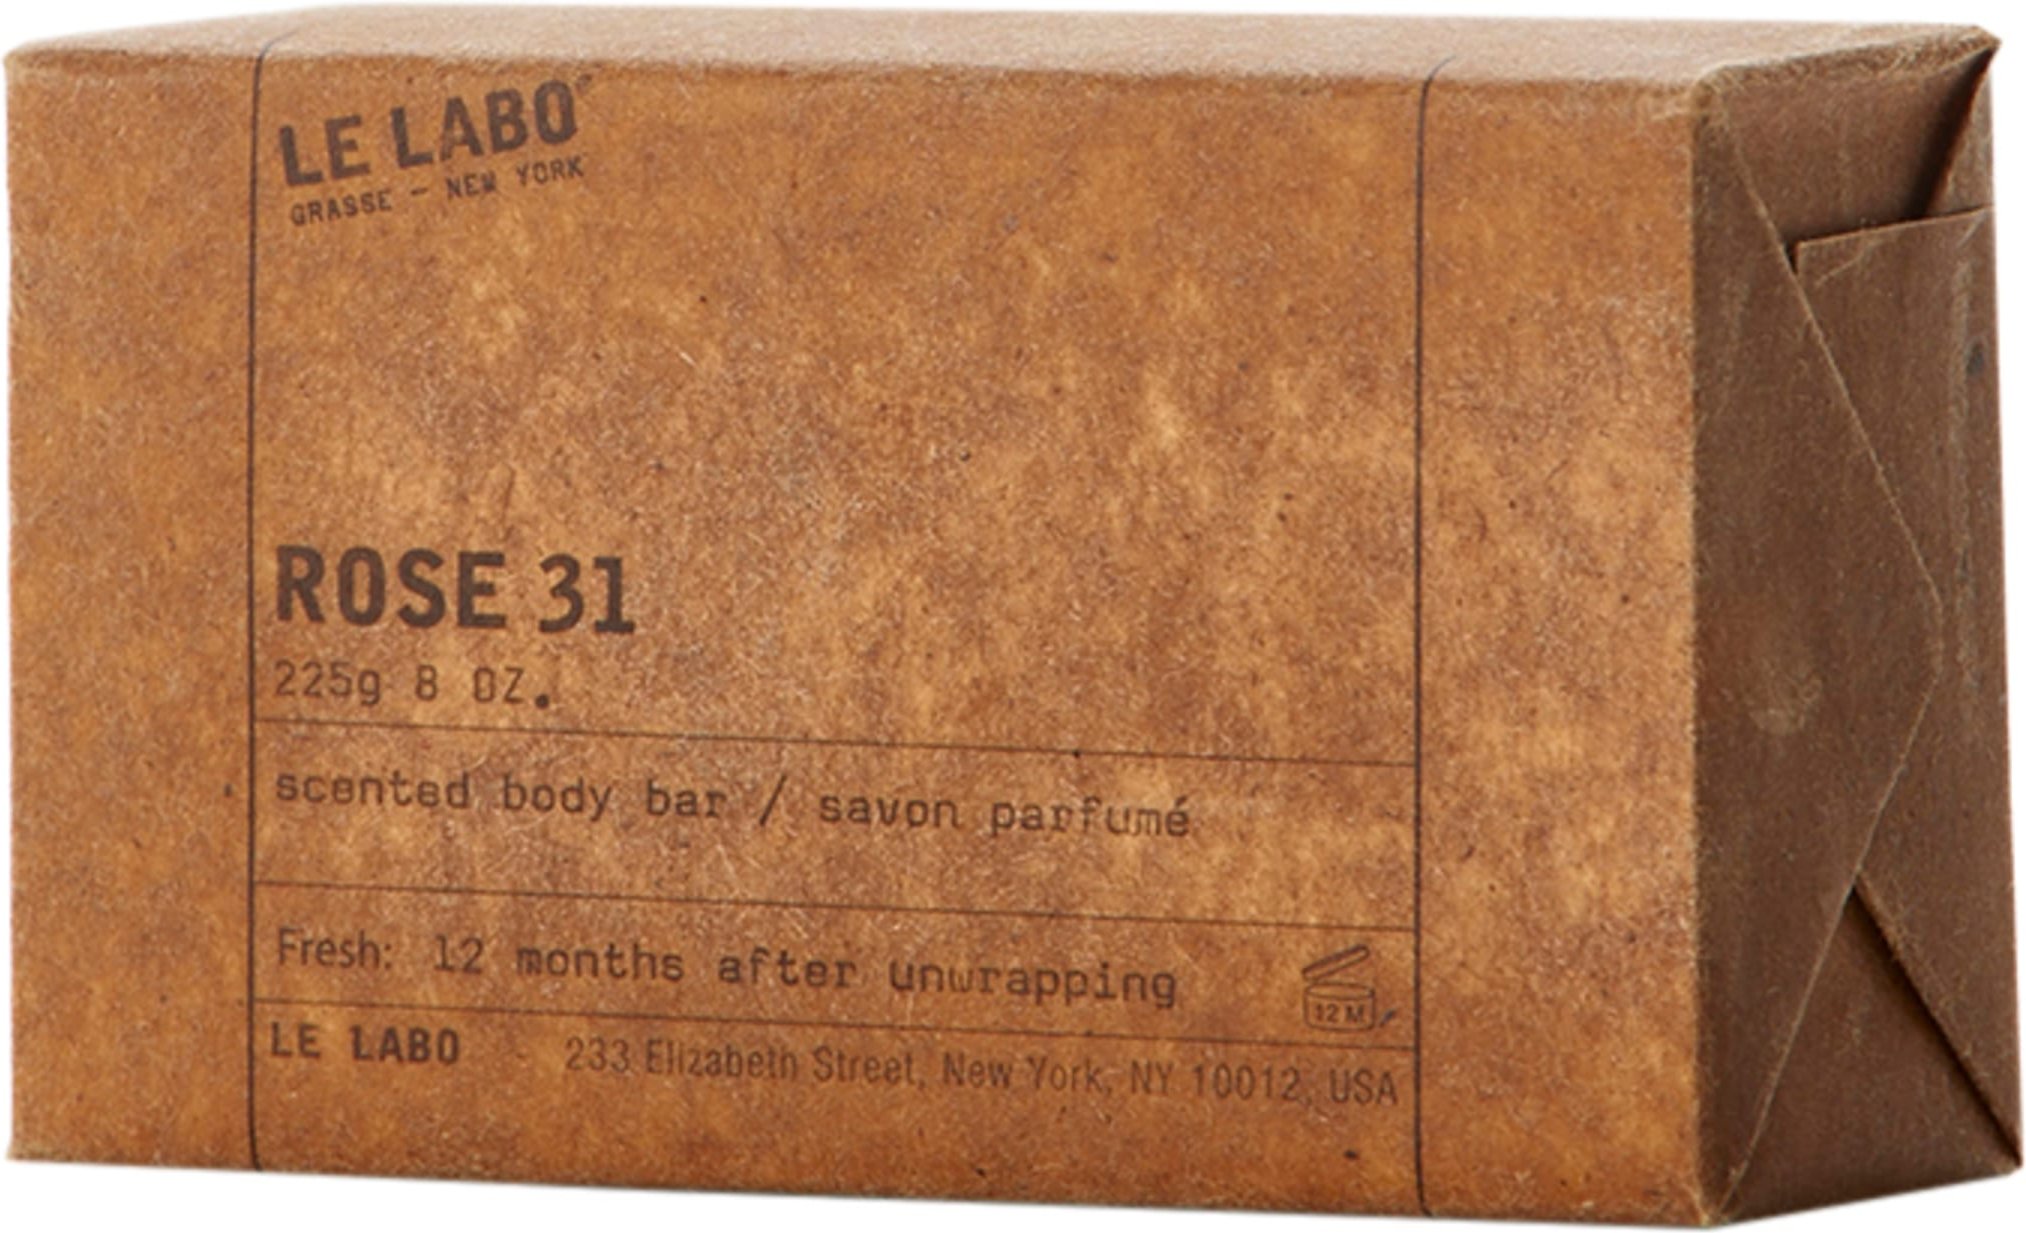 LE LABO
GRASSE — NEW YORK
ROSE 31
225g 8 OZ.
scented body bar / savon parfumé
Fresh: 12 months after unwrapping
12 M
LE LABO 233 Elizabeth Street, New York, NY 10012, USA